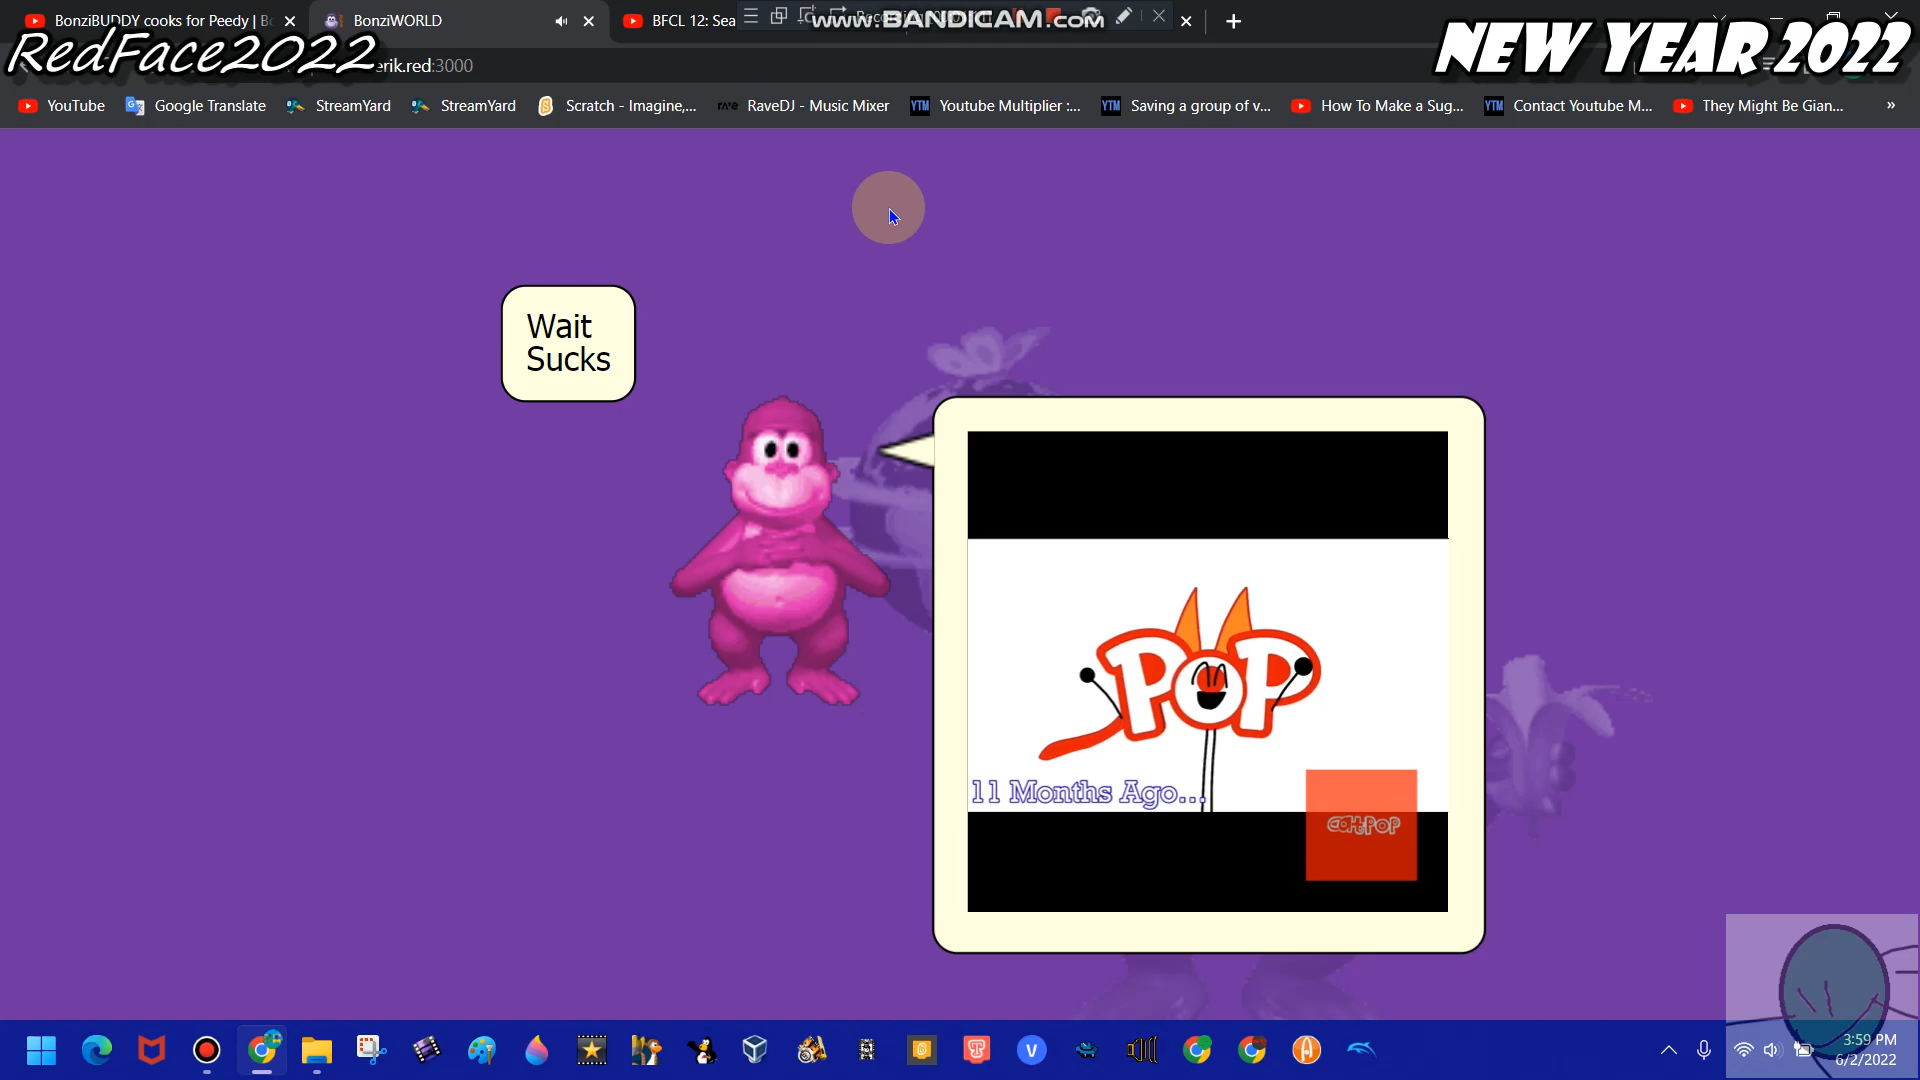 BonziBUDDY cooks for Peedy |
BonziWORLD
BFCL 12: Sea
www.BANDICAM.com
RedFace2022
NEW YEAR 2022
erik.red:3000
YouTube
Google Translate
StreamYard
StreamYard
Scratch - Imagine,...
RaveDJ - Music Mixer
Youtube Multiplier :...
Saving a group of v...
How To Make a Sug...
Contact Youtube M...
They Might Be Gian...
Wait
Sucks
POP
11 Months Ago...
catPOP
3:59 PM
6/2/2022